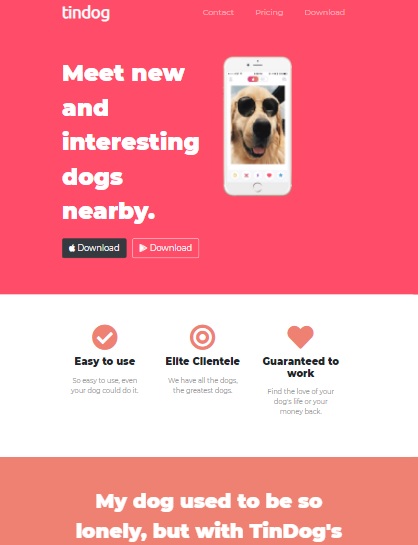 tindog
Contact Pricing Download
Meet new
and
interesting
dogs
nearby.
Download Download
Easy to use
So easy to use, even
your dog could do it.
Elite Clientele
We have all the dogs,
the greatest dogs.
Guaranteed to
work
Find the love of your
dog's life or your
money back.
My dog used to be so
lonely, but with TinDog's